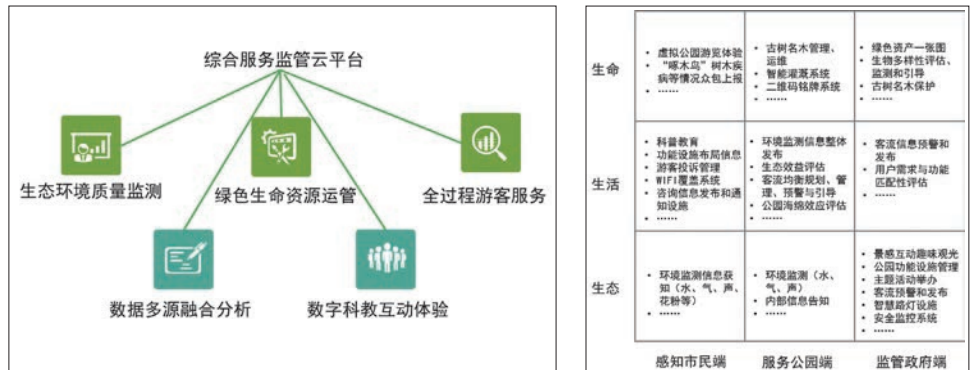 综合服务监管云平台
生态环境质量监测
绿色生命资源运管
全过程游客服务
数据多源融合分析
数字科教互动体验
生命
• 虚拟公园游览体验
• “啄木鸟”树木疾
病等情况众包上报
• ……
• 古树名木管理、
运维
• 智能灌溉系统
• 二维码铭牌系统
• ……
• 绿色资产一张图
• 生物多样性评估、
监测和引导
• 古树名木保护
• ……
生活
• 科普教育
• 功能设施布局信息
• 游客投诉管理
• WIFI覆盖系统
• 咨询信息发布和通
知设施
• ……
• 环境监测信息整体
发布
• 生态效益评估
• 客流均衡规划、管
理、预警与引导
• 公园海绵效应评估
• ……
• 客流信息预警和
发布
• 用户需求与功能
匹配性评估
• ……
生态
• 环境监测信息获
知（水、气、声、
花粉等）
• ……
• 环境监测（水、
气、声）
• 内部信息告知
• ……
• 景感互动趣味观光
• 公园功能设施管理
• 主题活动举办
• 客流预警和发布
• 智慧路灯设施
• 安全监控系统
• ……
感知市民端
服务公园端
监管政府端